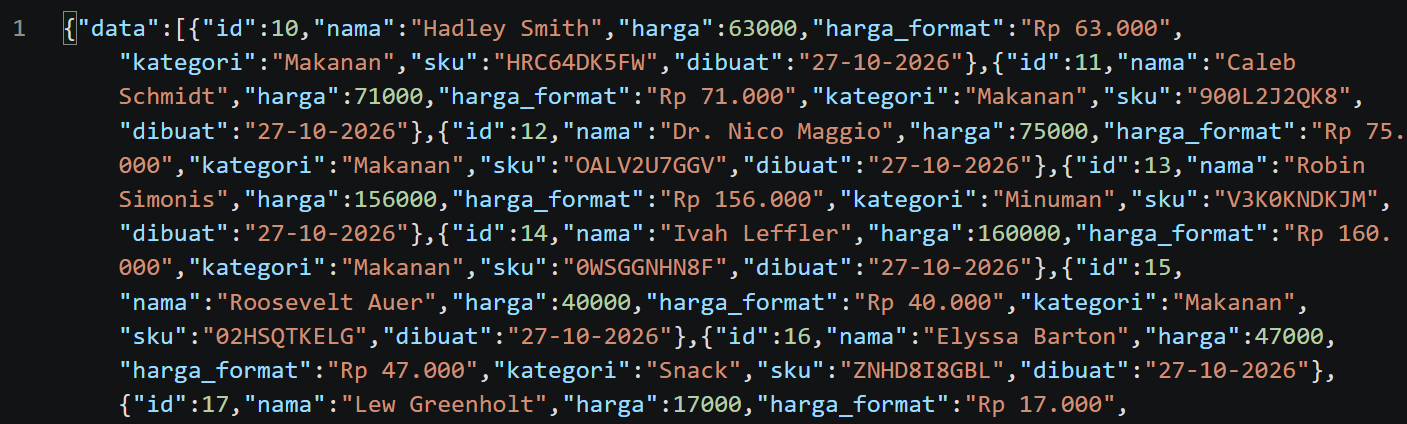 1 {"data":[{"id":10,"nama":"Hadley Smith","harga":63000,"harga_format":"Rp 63.000",
"kategori":"Makanan","sku":"HRC64DK5FW","dibuat":"27-10-2026"},{"id":11,"nama":"Caleb
Schmidt","harga":71000,"harga_format":"Rp 71.000","kategori":"Makanan","sku":"900L2J2QK8",
"dibuat":"27-10-2026"},{"id":12,"nama":"Dr. Nico Maggio","harga":75000,"harga_format":"Rp 75.
000","kategori":"Makanan","sku":"OALV2U7GGV","dibuat":"27-10-2026"},{"id":13,"nama":"Robin
Simonis","harga":156000,"harga_format":"Rp 156.000","kategori":"Minuman","sku":"V3K0KNDKJM",
"dibuat":"27-10-2026"},{"id":14,"nama":"Ivah Leffler","harga":160000,"harga_format":"Rp 160.
000","kategori":"Makanan","sku":"0WSGGNHN8F","dibuat":"27-10-2026"},{"id":15,
"nama":"Roosevelt Auer","harga":40000,"harga_format":"Rp 40.000","kategori":"Makanan",
"sku":"02HSQTKELG","dibuat":"27-10-2026"},{"id":16,"nama":"Elyssa Barton","harga":47000,
"harga_format":"Rp 47.000","kategori":"Snack","sku":"ZNHD8I8GBL","dibuat":"27-10-2026"},
{"id":17,"nama":"Lew Greenholt","harga":17000,"harga_format":"Rp 17.000",